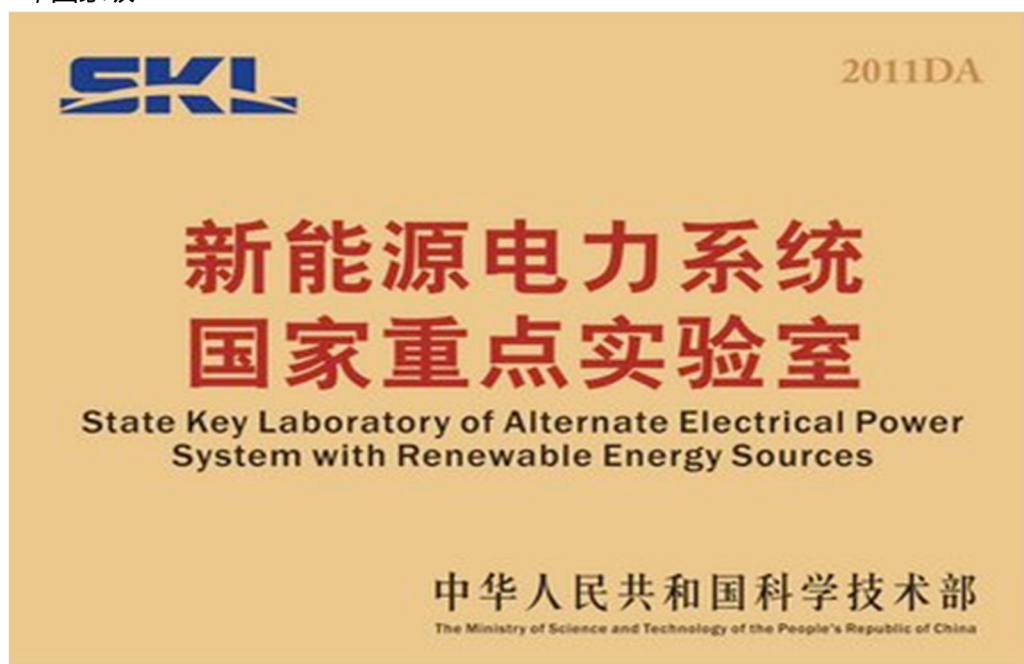 SKL
2011DA
新能源电力系统
国家重点实验室
State Key Laboratory of Alternate Electrical Power
System with Renewable Energy Sources
中华人民共和国科学技术部
The Ministry of Science and Technology of the People's Republic of China